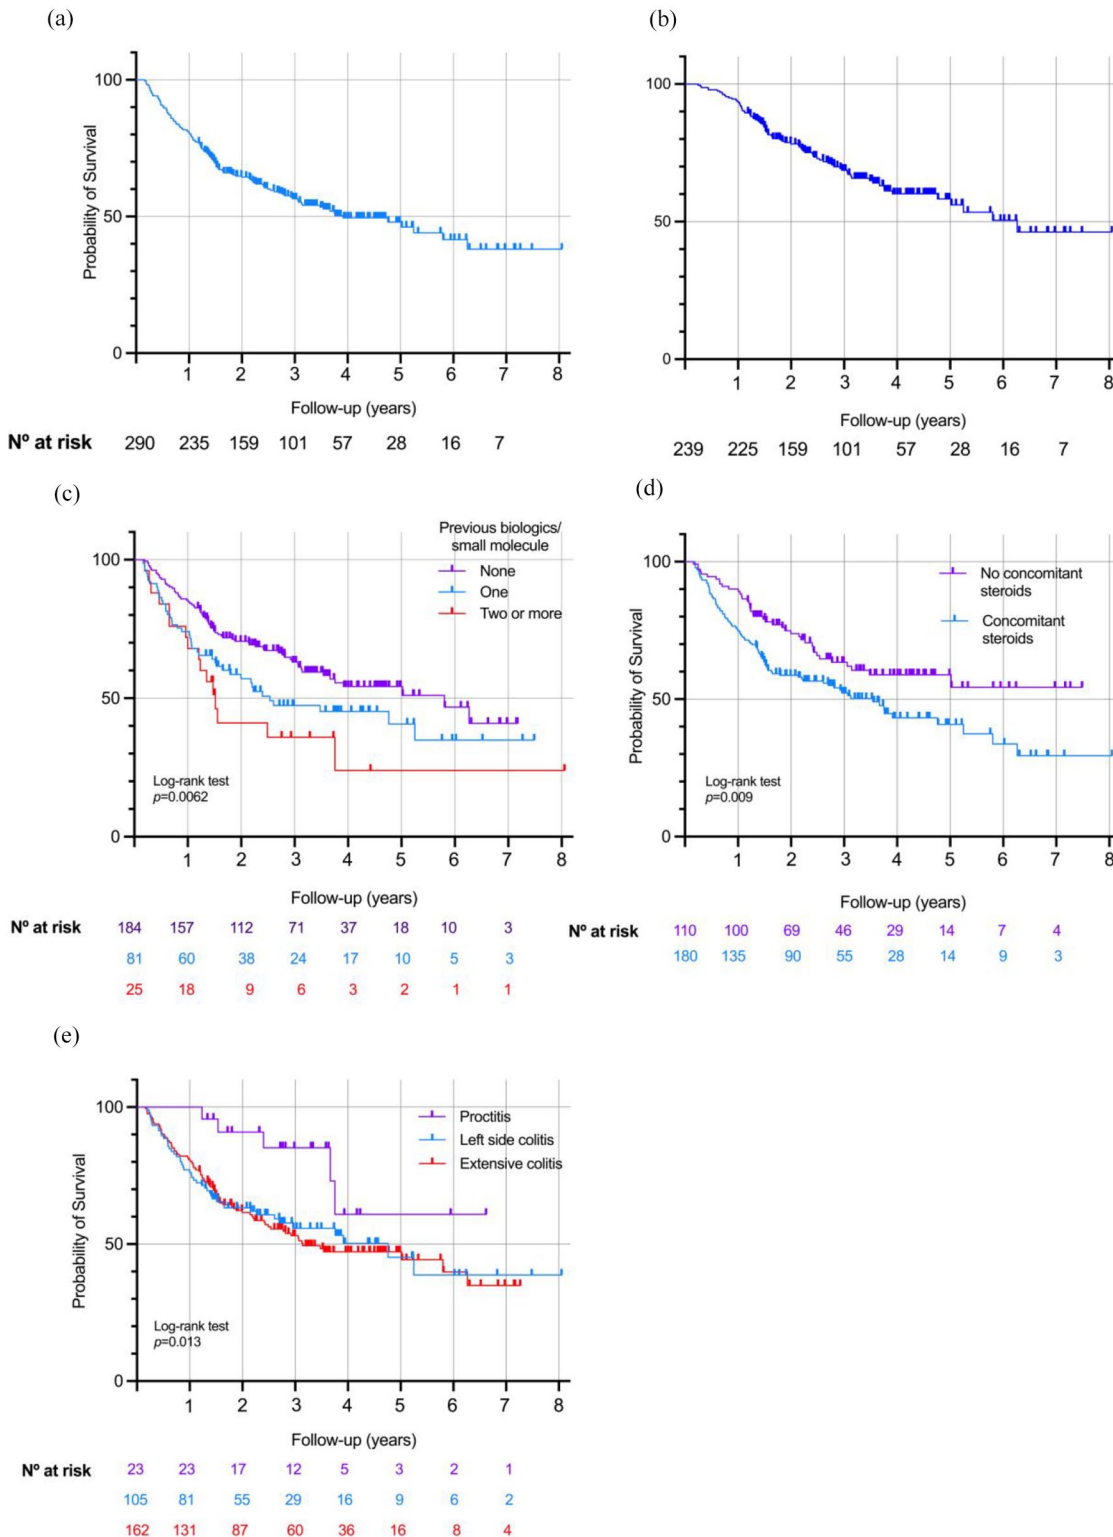 (a)
100
50
0
Probability of Survival
1 2 3 4 5 6 7 8
Follow-up (years)
Nº at risk 290 235 159 101 57 28 16 7
(b)
100
50
0
Probability of Survival
1 2 3 4 5 6 7 8
Follow-up (years)
239 225 159 101 57 28 16 7
(c)
Previous biologics/
small molecule
None
One
Two or more
100
50
0
Probability of Survival
Log-rank test
p=0.0062
1 2 3 4 5 6 7 8
Follow-up (years)
Nº at risk 184 157 112 71 37 18 10 3
81 60 38 24 17 10 5 3
25 18 9 6 3 2 1 1
(d)
No concomitant
steroids
Concomitant
steroids
100
50
0
Probability of Survival
Log-rank test
p=0.009
1 2 3 4 5 6 7 8
Follow-up (years)
Nº at risk 110 100 69 46 29 14 7 4
180 135 90 55 28 14 9 3
(e)
Proctitis
Left side colitis
Extensive colitis
100
50
0
Probability of Survival
Log-rank test
p=0.013
1 2 3 4 5 6 7 8
Follow-up (years)
Nº at risk 23 23 17 12 5 3 2 1
105 81 55 29 16 9 6 2
162 131 87 60 36 16 8 4